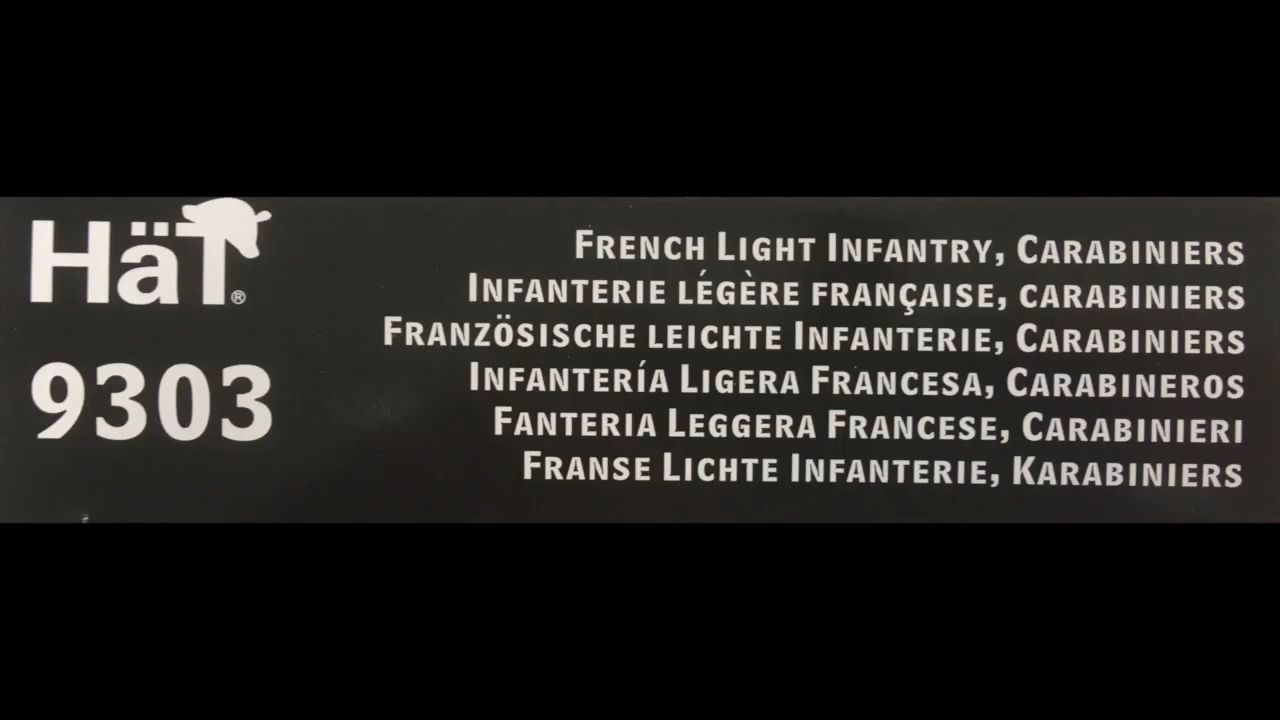 HäT®
9303
French Light Infantry, Carabiniers
Infanterie légère française, carabiniers
Französische leichte Infanterie, Carabiniers
Infantería Ligera Francesa, Carabineros
Fanteria Leggera Francese, Carabinieri
Franse Lichte Infanterie, Karabiniers